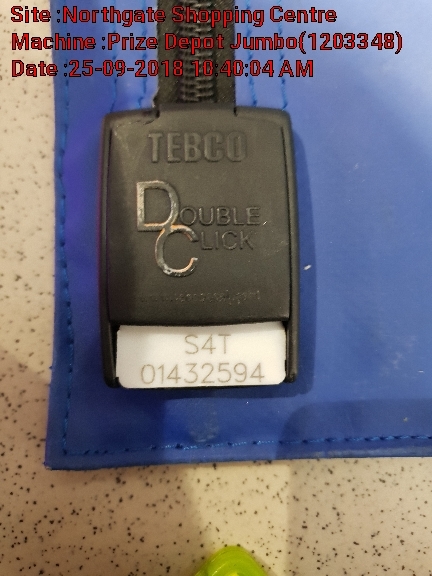 Site :Northgate Shopping Centre
Machine :Prize Depot Jumbo(1203348)
Date :25-09-2018 10:40:04 AM
TEBCO
DOUBLE
CLICK
S4T
01432594